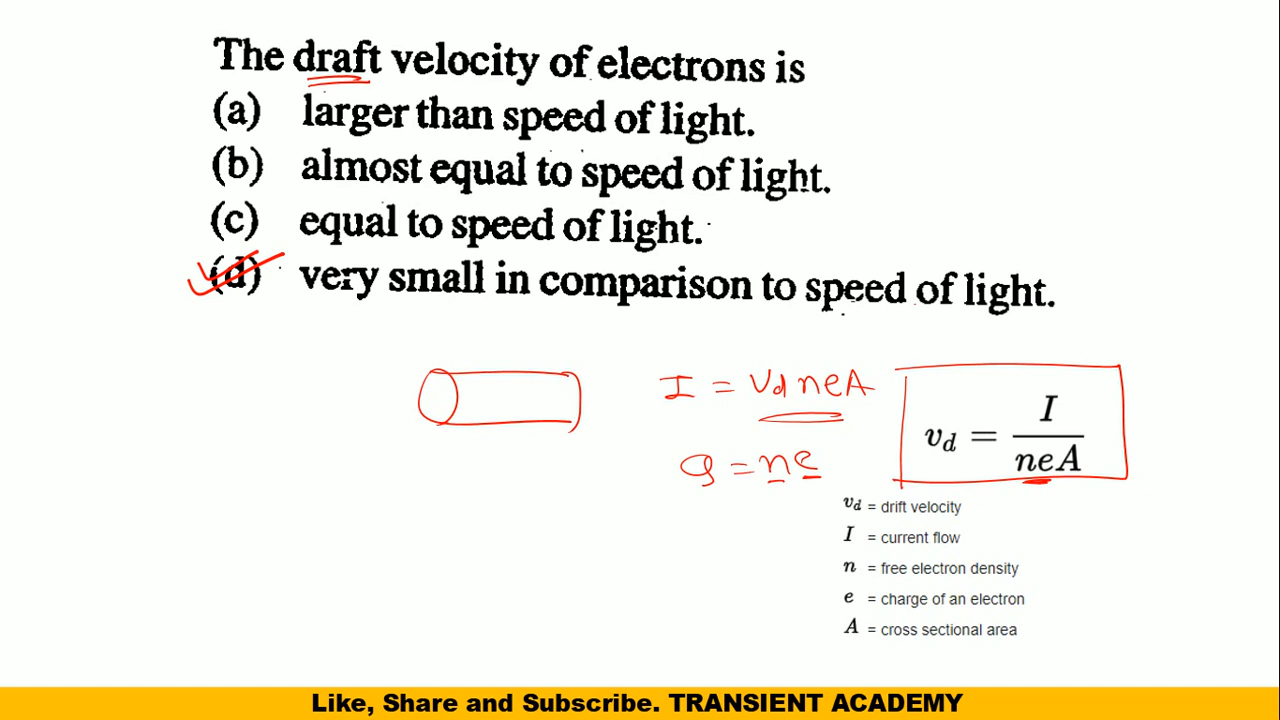 The draft velocity of electrons is
(a) larger than speed of light.
(b) almost equal to speed of light.
(c) equal to speed of light.
(d) very small in comparison to speed of light.
I = vd neA
Q = ne
v_d = I / neA
v_d = drift velocity
I = current flow
n = free electron density
e = charge of an electron
A = cross sectional area
Like, Share and Subscribe. TRANSIENT ACADEMY